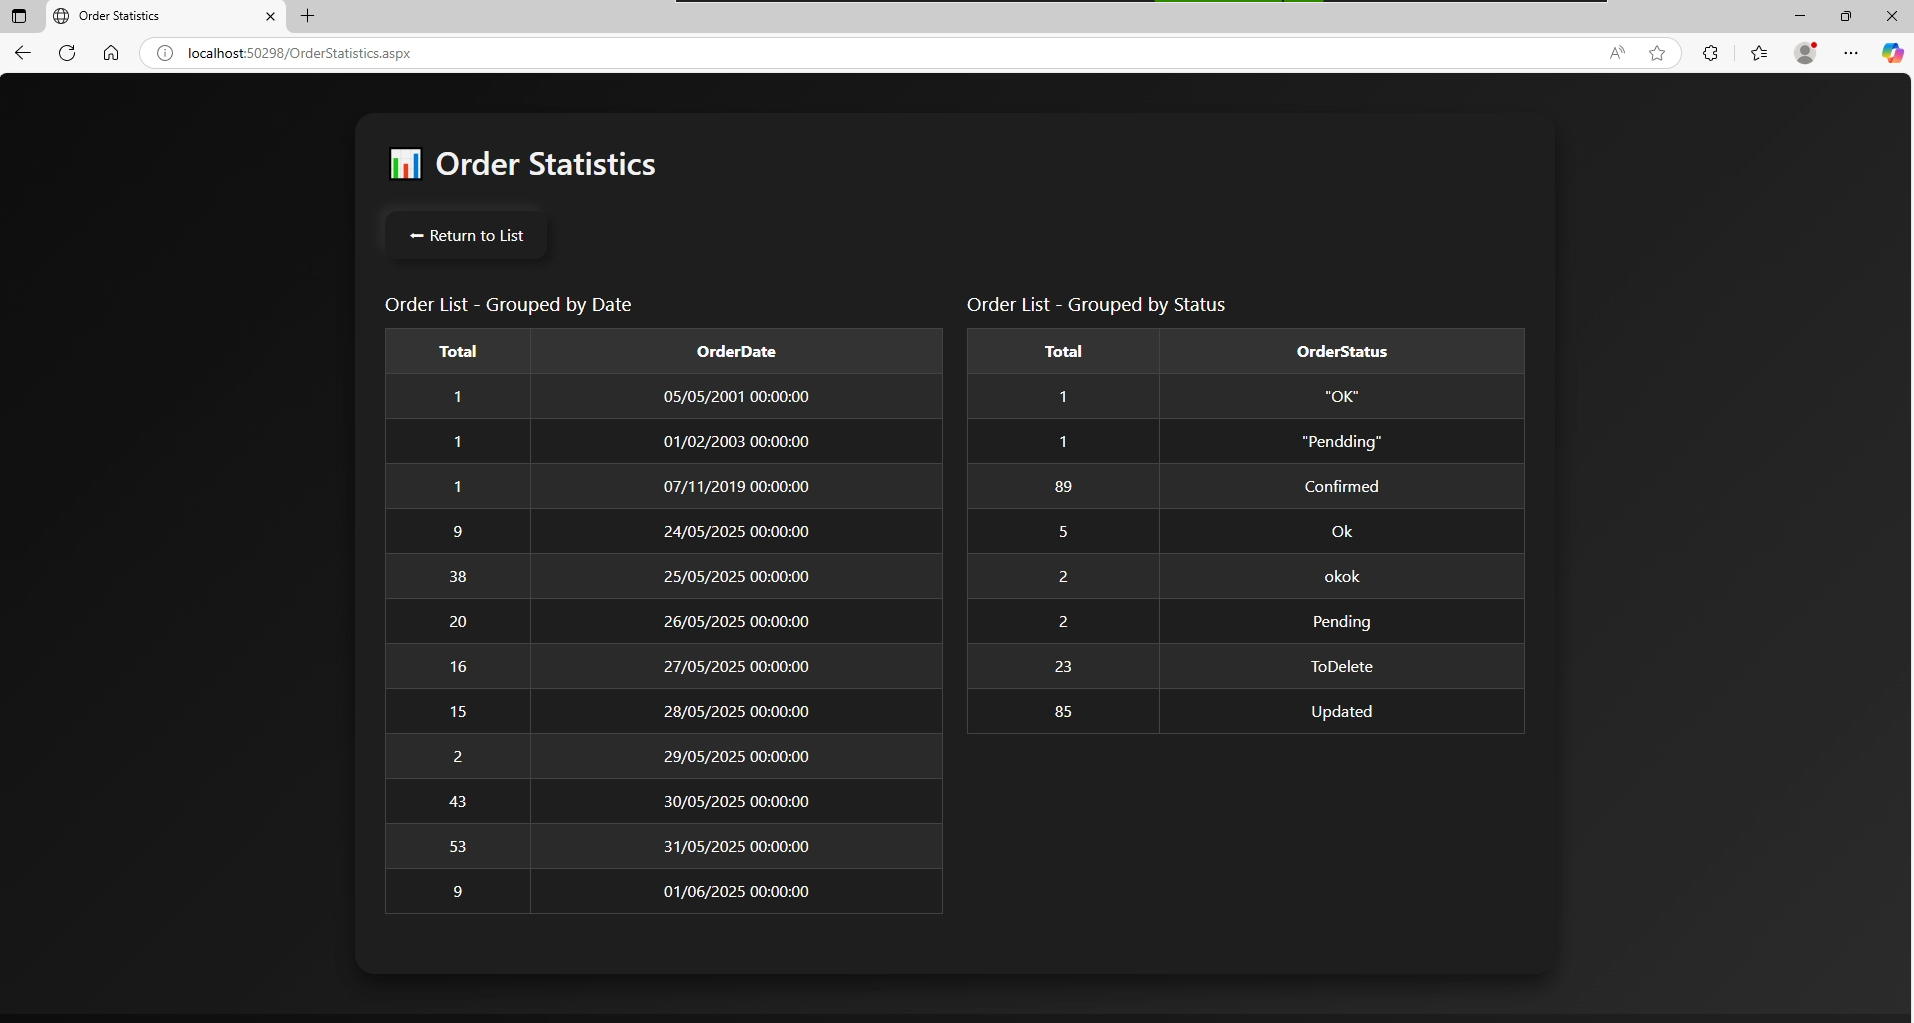 Order Statistics
localhost:50298/OrderStatistics.aspx
Order Statistics
Return to List
Order List - Grouped by Date
Total OrderDate
1 05/05/2001 00:00:00
1 01/02/2003 00:00:00
1 07/11/2019 00:00:00
9 24/05/2025 00:00:00
38 25/05/2025 00:00:00
20 26/05/2025 00:00:00
16 27/05/2025 00:00:00
15 28/05/2025 00:00:00
2 29/05/2025 00:00:00
43 30/05/2025 00:00:00
53 31/05/2025 00:00:00
9 01/06/2025 00:00:00
Order List - Grouped by Status
Total OrderStatus
1 "OK"
1 "Pendding"
89 Confirmed
5 Ok
2 okok
2 Pending
23 ToDelete
85 Updated